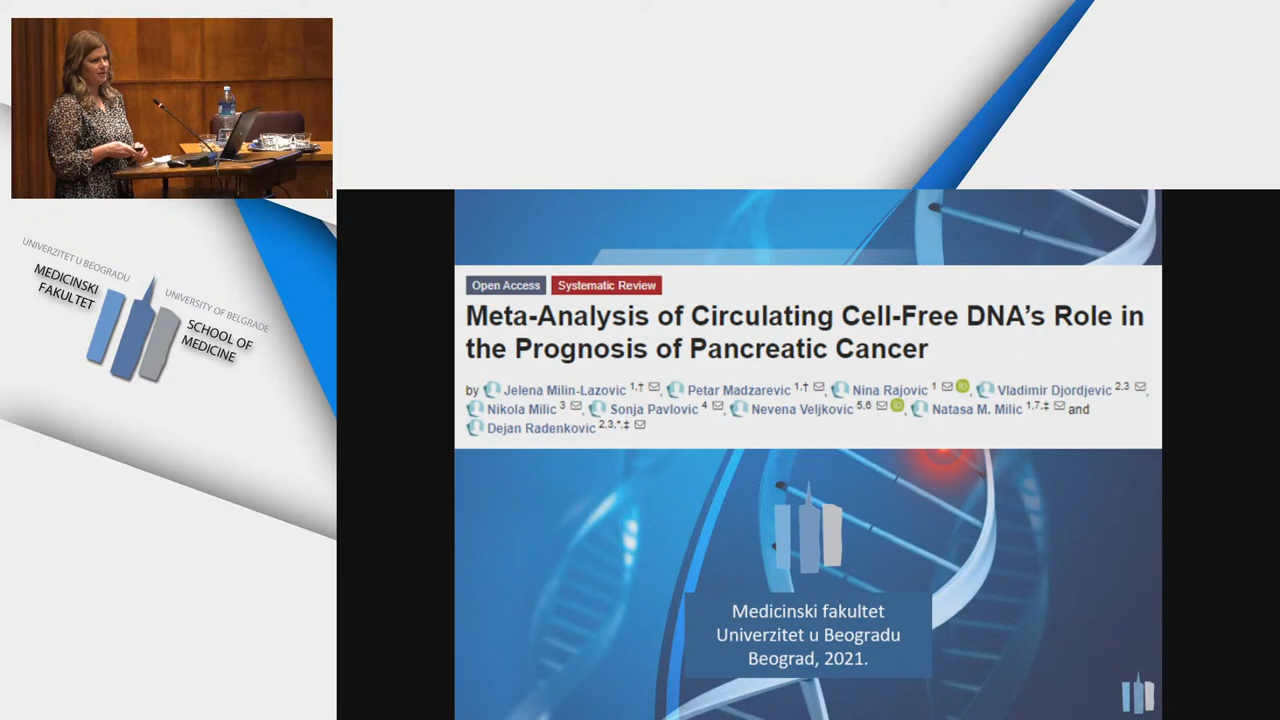 UNIVERZITET U BEOGRADU
MEDICINSKI
FAKULTET
UNIVERSITY OF BELGRADE
SCHOOL OF
MEDICINE
Open Access Systematic Review
Meta-Analysis of Circulating Cell-Free DNA's Role in
the Prognosis of Pancreatic Cancer
by Jelena Milin-Lazovic 1,† , Petar Madzarevic 1,† , Nina Rajovic 1 , Vladimir Djordjevic 2,3 ,
Nikola Milic 3 , Sonja Pavlovic 4 , Nevena Veljkovic 5,6 , Natasa M. Milic 1,7,‡ and
Dejan Radenkovic 2,3,*,‡
Medicinski fakultet
Univerzitet u Beogradu
Beograd, 2021.